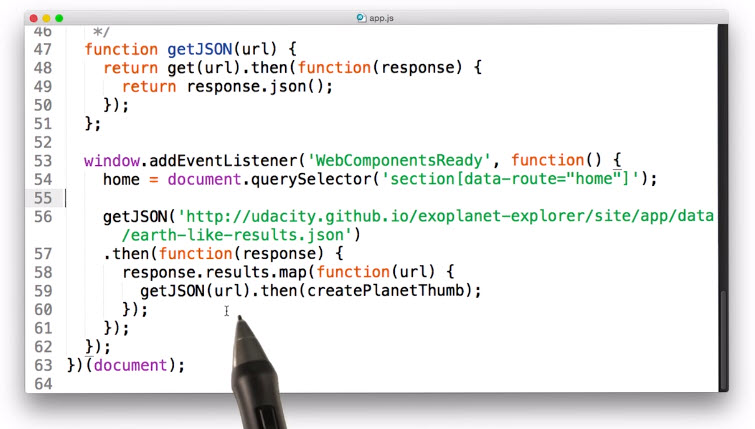 app.js
46 */
47 function getJSON(url) {
48 return get(url).then(function(response) {
49 return response.json();
50 });
51 };
52
53 window.addEventListener('WebComponentsReady', function() {
54 home = document.querySelector('section[data-route="home"]');
55
56 getJSON('http://udacity.github.io/exoplanet-explorer/site/app/data
/earth-like-results.json')
57 .then(function(response) {
58 response.results.map(function(url) {
59 getJSON(url).then(createPlanetThumb);
60 });
61 });
62 });
63 })(document);
64